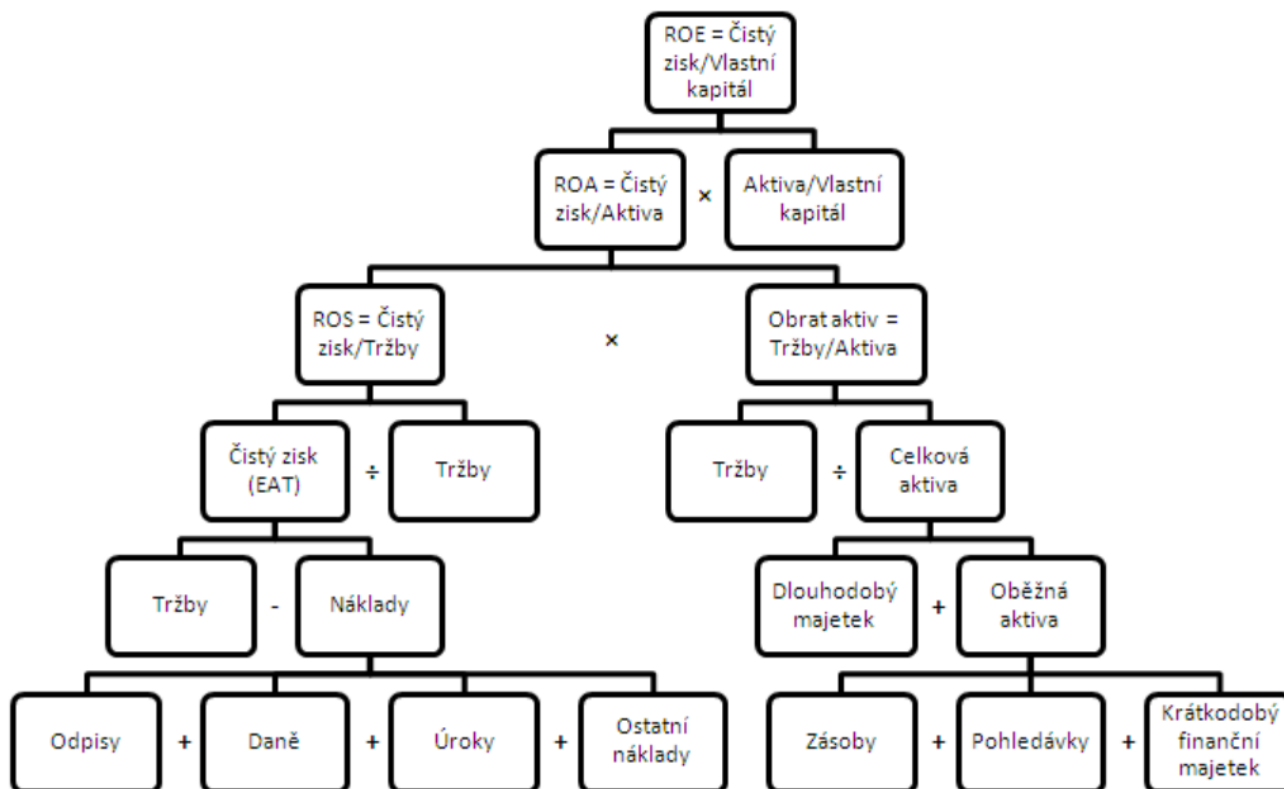 ROE = Čistý
zisk/Vlastní
kapitál
ROA = Čistý
zisk/Aktiva
×
Aktiva/Vlastní
kapitál
ROS = Čistý
zisk/Tržby
×
Obrat aktiv =
Tržby/Aktiva
Čistý zisk
(EAT)
÷
Tržby
Tržby
÷
Celková
aktiva
Tržby
-
Náklady
Dlouhodobý
majetek
+
Oběžná
aktiva
Odpisy
+
Daně
+
Úroky
+
Ostatní
náklady
Zásoby
+
Pohledávky
+
Krátkodobý
finanční
majetek